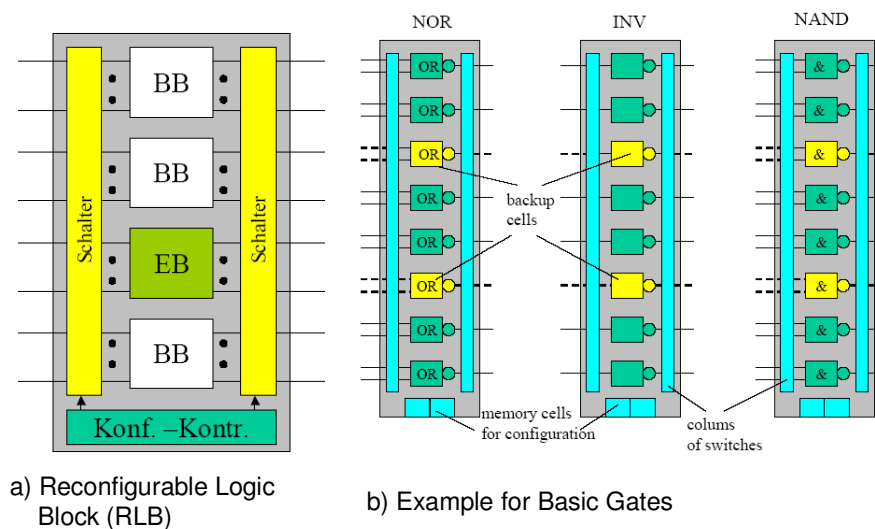 BB
BB
EB
BB
Schalter
Schalter
Konf. –Kontr.
a) Reconfigurable Logic
Block (RLB)
NOR
INV
NAND
OR
OR
OR
OR
OR
OR
OR
OR
&
&
&
&
&
&
&
&
backup
cells
memory cells
for configuration
colums
of switches
b) Example for Basic Gates